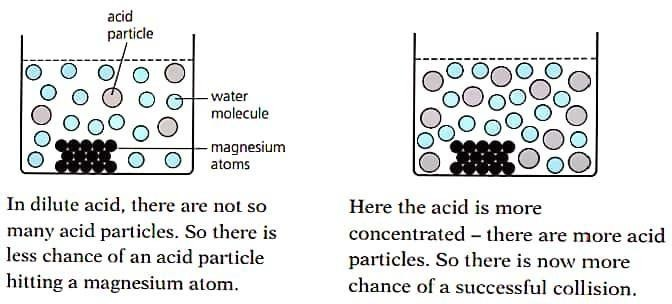 acid
particle
water
molecule
magnesium
atoms
In dilute acid, there are not so
many acid particles. So there is
less chance of an acid particle
hitting a magnesium atom.
Here the acid is more
concentrated – there are more acid
particles. So there is now more
chance of a successful collision.